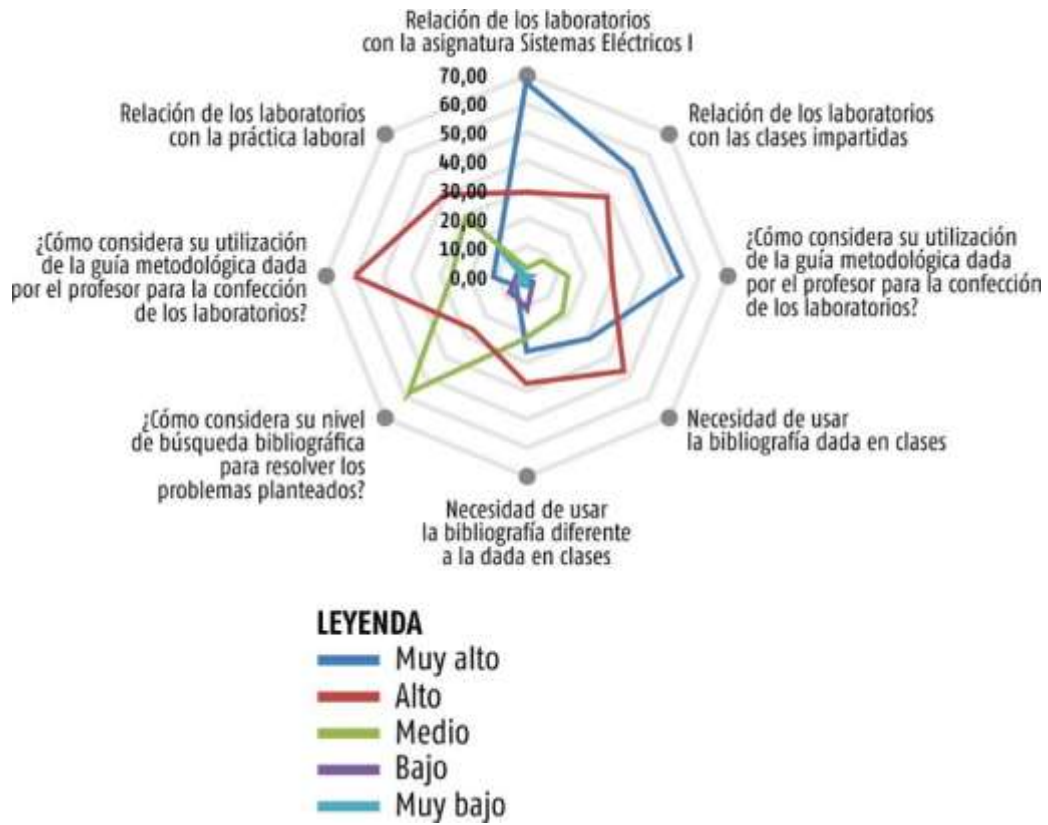 Relación de los laboratorios
con la asignatura Sistemas Eléctricos I
70,00
60,00
50,00
40,00
30,00
20,00
10,00
0,00
Relación de los laboratorios
con la práctica laboral
Relación de los laboratorios
con las clases impartidas
¿Cómo considera su utilización
de la guía metodológica dada
por el profesor para la confección
de los laboratorios?
¿Cómo considera su utilización
de la guía metodológica dada
por el profesor para la confección
de los laboratorios?
¿Cómo considera su nivel
de búsqueda bibliográfica
para resolver los
problemas planteados?
Necesidad de usar
la bibliografía dada en clases
Necesidad de usar
la bibliografía diferente
a la dada en clases
LEYENDA
Muy alto
Alto
Medio
Bajo
Muy bajo